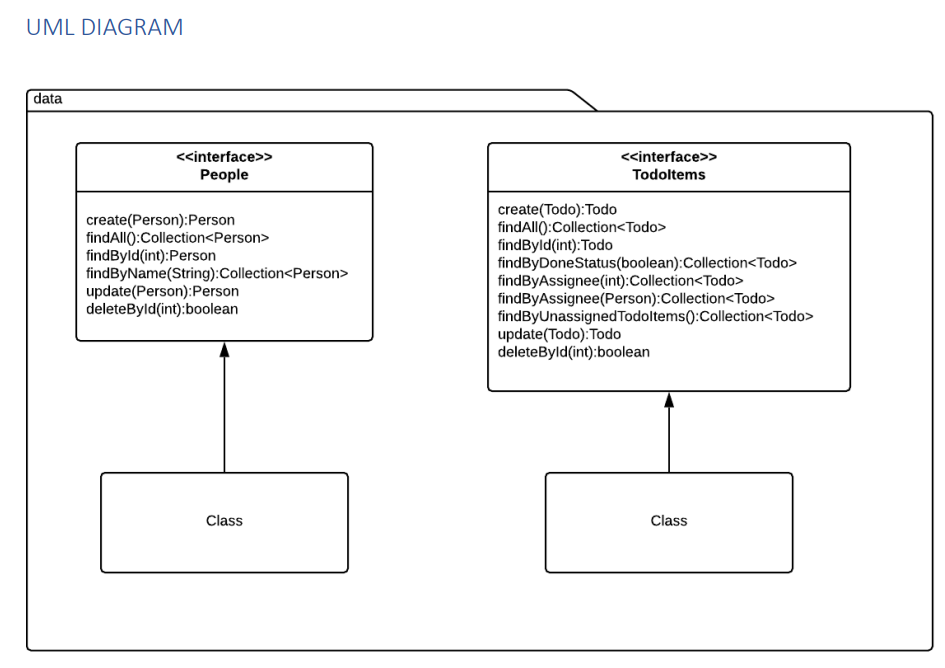 UML DIAGRAM
data
<<interface>>
People
create(Person):Person
findAll():Collection<Person>
findById(int):Person
findByName(String):Collection<Person>
update(Person):Person
deleteById(int):boolean
<<interface>>
TodoItems
create(Todo):Todo
findAll():Collection<Todo>
findById(int):Todo
findByDoneStatus(boolean):Collection<Todo>
findByAssignee(int):Collection<Todo>
findByAssignee(Person):Collection<Todo>
findByUnassignedTodoItems():Collection<Todo>
update(Todo):Todo
deleteById(int):boolean
Class
Class